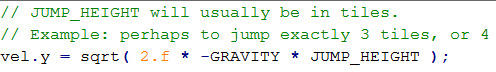 // JUMP_HEIGHT will usually be in tiles.
// Example: perhaps to jump exactly 3 tiles, or 4
vel.y = sqrt( 2.f * -GRAVITY * JUMP_HEIGHT );